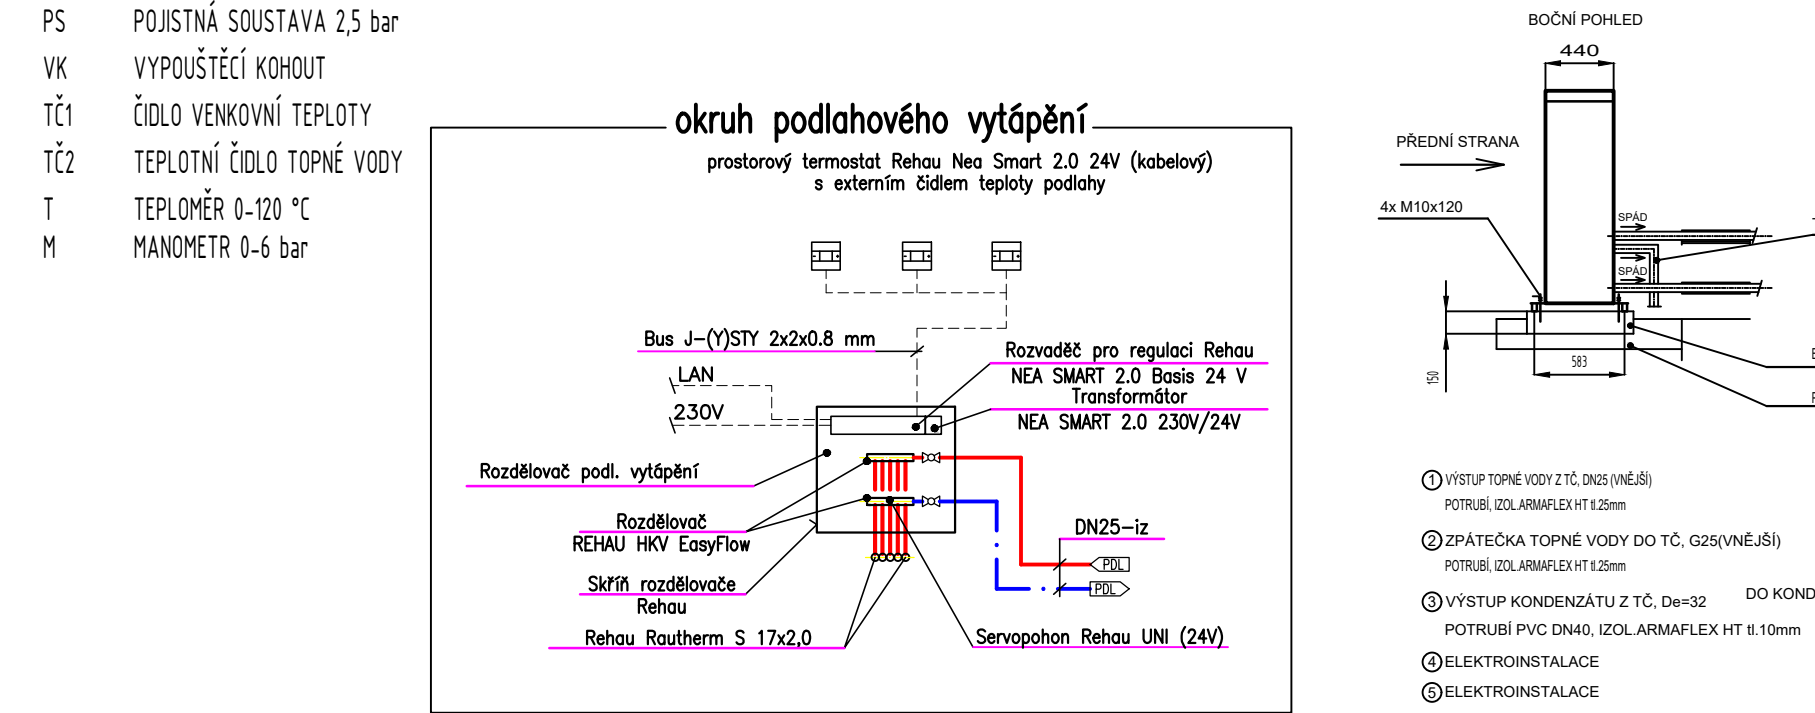 PS POJISTNÁ SOUSTAVA 2,5 bar
VK VYPOUŠTĚCÍ KOHOUT
TČ1 ČIDLO VENKOVNÍ TEPLOTY
TČ2 TEPLOTNÍ ČIDLO TOPNÉ VODY
T TEPLOMĚR 0-120 °C
M MANOMETR 0-6 bar
okruh podlahového vytápění
prostorový termostat Rehau Nea Smart 2.0 24V (kabelový)
s externím čidlem teploty podlahy
Bus J-(Y)STY 2x2x0.8 mm
LAN
230V
Rozvaděč pro regulaci Rehau
NEA SMART 2.0 Basis 24 V
Transformátor
NEA SMART 2.0 230V/24V
Rozdělovač podl. vytápění
Rozdělovač
REHAU HKV EasyFlow
Skříň rozdělovače
Rehau
Rehau Rautherm S 17x2,0
Servopohon Rehau UNI (24V)
DN25-iz
PDL
PDL
BOČNÍ POHLED
440
PŘEDNÍ STRANA
4x M10x120
SPÁD
SPÁD
583
150
1 VÝSTUP TOPNÉ VODY Z TČ, DN25 (VNĚJŠÍ)
POTRUBÍ, IZOL.ARMAFLEX HT tl.25mm
2 ZPÁTEČKA TOPNÉ VODY DO TČ, G25(VNĚJŠÍ)
POTRUBÍ, IZOL.ARMAFLEX HT tl.25mm
3 VÝSTUP KONDENZÁTU Z TČ, De=32 DO KOND
POTRUBÍ PVC DN40, IZOL.ARMAFLEX HT tl.10mm
4 ELEKTROINSTALACE
5 ELEKTROINSTALACE